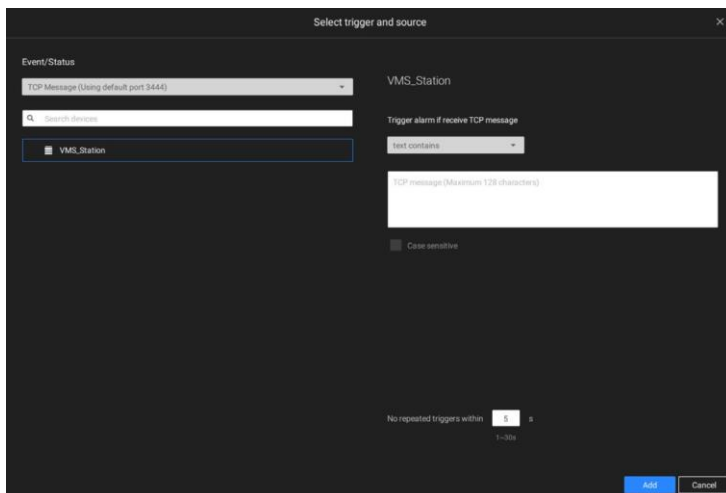 Select trigger and source
Event/Status
TCP Message (Using default port 3444)
Search devices
VMS_Station
VMS_Station
Trigger alarm if receive TCP message
text contains
TCP message (Maximum 128 characters)
Case sensitive
No repeated triggers within 5 s
1~30s
Add Cancel